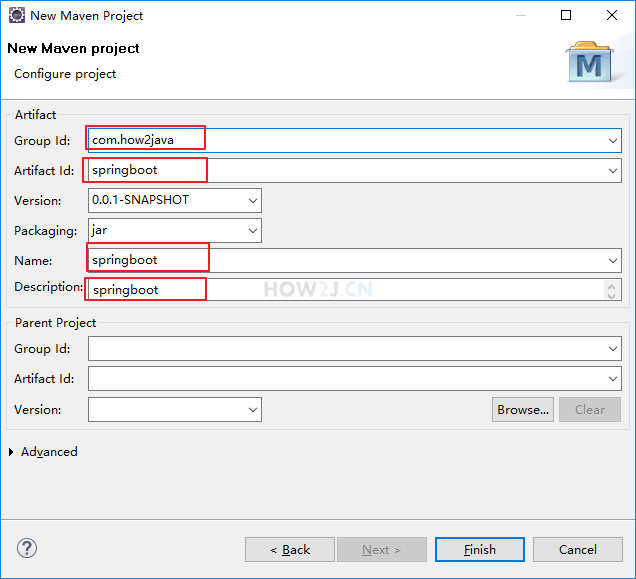 New Maven Project
New Maven project
Configure project
M
Artifact
Group Id: com.how2java
Artifact Id: springboot
Version: 0.0.1-SNAPSHOT
Packaging: jar
Name: springboot
Description: springboot
HOW2J.CN
Parent Project
Group Id:
Artifact Id:
Version:
Browse... Clear
Advanced
? < Back Next > Finish Cancel